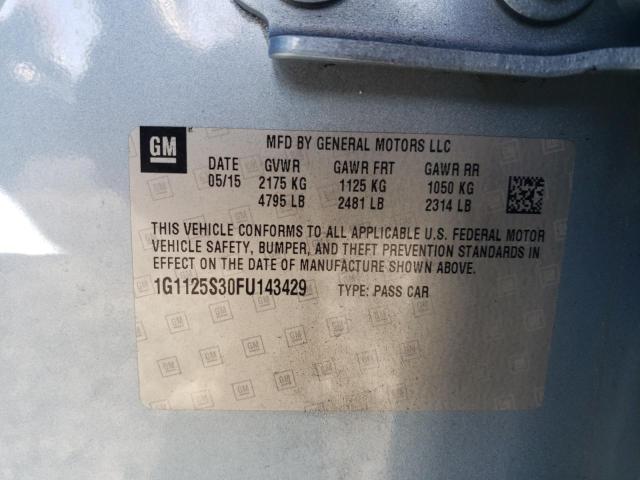 GM
MFD BY GENERAL MOTORS LLC
DATE GVWR GAWR FRT GAWR RR
05/15 2175 KG 1125 KG 1050 KG
4795 LB 2481 LB 2314 LB
THIS VEHICLE CONFORMS TO ALL APPLICABLE U.S. FEDERAL MOTOR
VEHICLE SAFETY, BUMPER, AND THEFT PREVENTION STANDARDS IN
EFFECT ON THE DATE OF MANUFACTURE SHOWN ABOVE.
1G1125S30FU143429 TYPE: PASS CAR